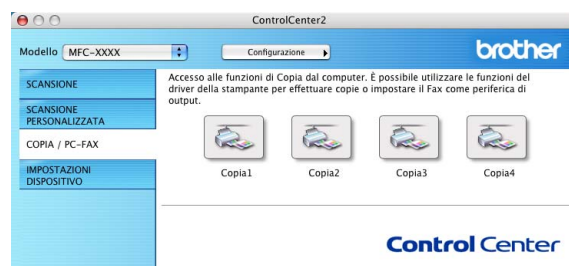 ControlCenter2
Modello MFC-XXXX
Configurazione
brother
SCANSIONE
SCANSIONE
PERSONALIZZATA
COPIA / PC-FAX
IMPOSTAZIONI
DISPOSITIVO
Accesso alle funzioni di Copia dal computer. È possibile utilizzare le funzioni del
driver della stampante per effettuare copie o impostare il Fax come periferica di
output.
Copia1
Copia2
Copia3
Copia4
Control Center